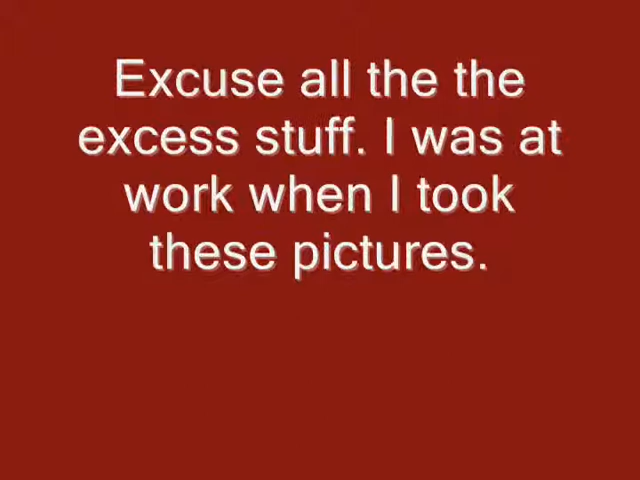 Excuse all the the
excess stuff. I was at
work when I took
these pictures.